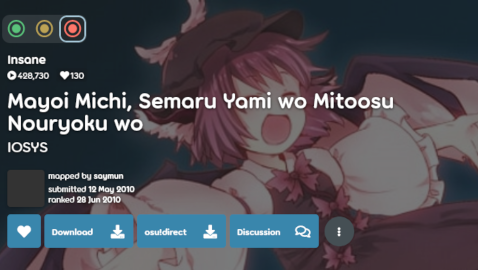 Insane
428,730 130
Mayoi Michi, Semaru Yami wo Mitoosu
Nouryoku wo
IOSYS
mapped by saymun
submitted 12 May 2010
ranked 28 Jun 2010
Download osu!direct Discussion